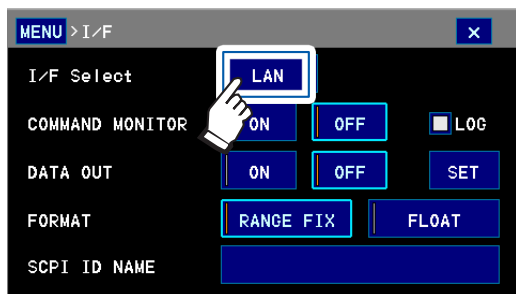 MENU >I/F ×
I/F Select LAN
COMMAND MONITOR ON OFF LOG
DATA OUT ON OFF SET
FORMAT RANGE FIX FLOAT
SCPI ID NAME